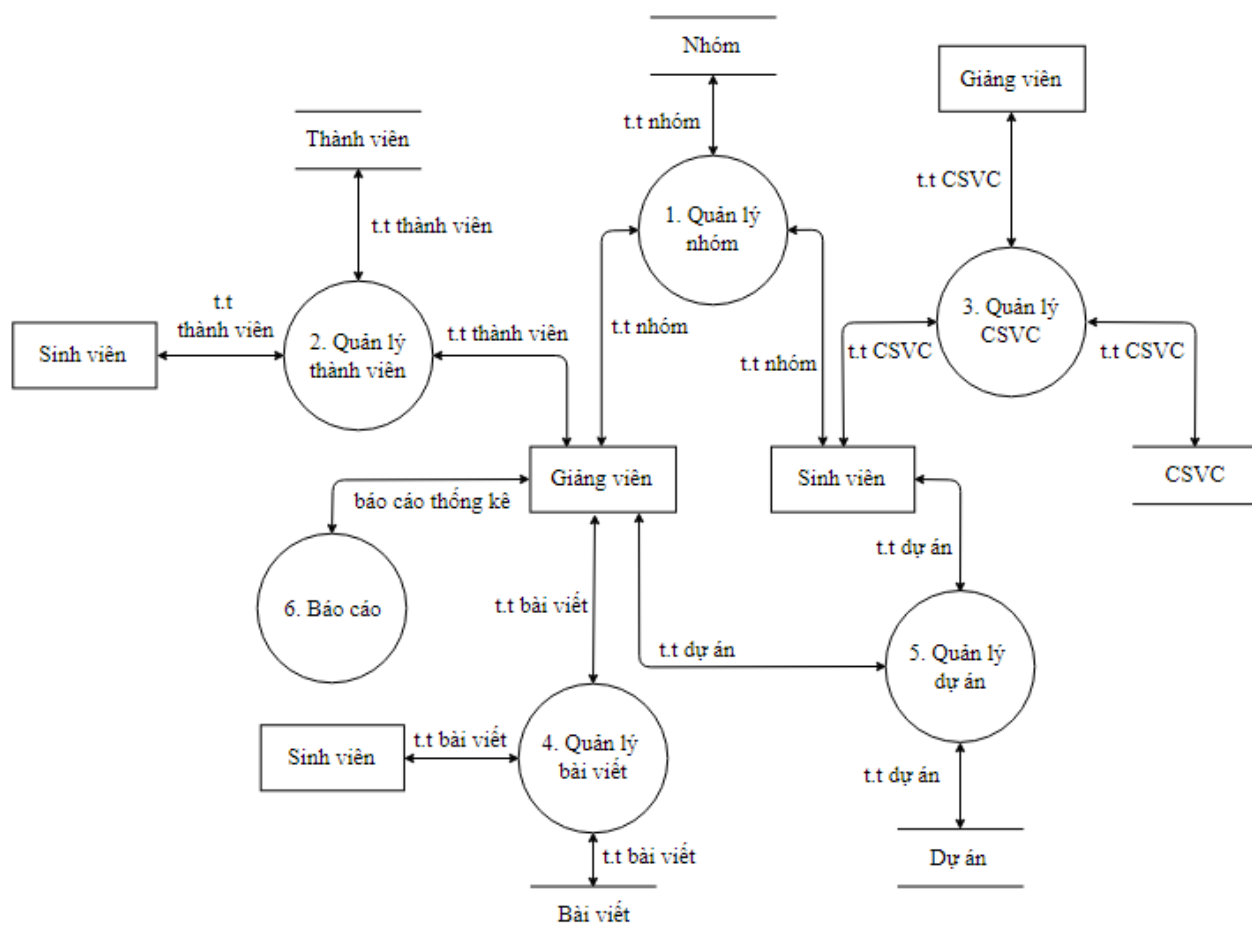 Nhóm
Giảng viên
t.t nhóm
Thành viên
t.t CSVC
1. Quản lý
nhóm
t.t thành viên
t.t
thành viên
2. Quản lý
thành viên
Sinh viên
t.t thành viên
t.t nhóm
t.t nhóm
3. Quản lý
CSVC
t.t CSVC
t.t CSVC
Giảng viên
Sinh viên
CSVC
báo cáo thống kê
6. Báo cáo
t.t bài viết
t.t dự án
t.t dự án
5. Quản lý
dự án
Sinh viên
t.t bài viết
4. Quản lý
bài viết
t.t dự án
t.t bài viết
Dự án
Bài viết